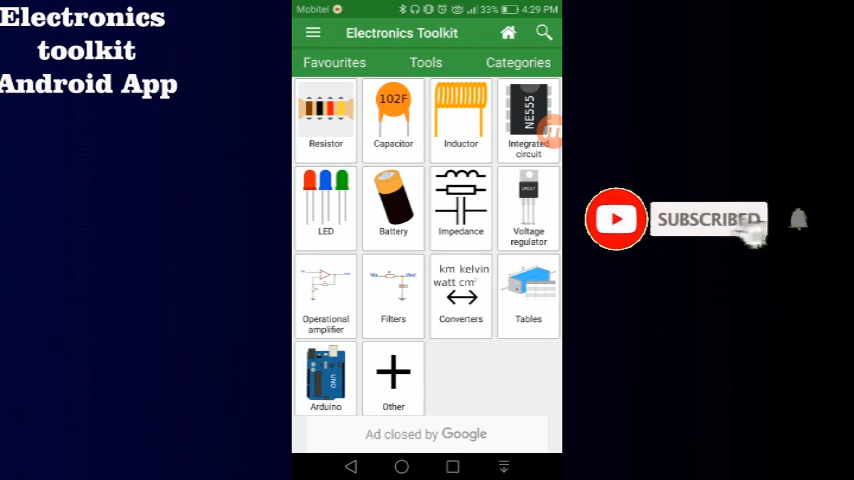 Electronics
toolkit
Android App
Mobitel
33%
4:29 PM
Electronics Toolkit
Favourites
Tools
Categories
102F
NE555
Resistor
Capacitor
Inductor
Integrated
circuit
LED
Battery
Impedance
Voltage
regulator
km kelvin
watt cm²
Operational
amplifier
Filters
Converters
Tables
UNO
Arduino
Other
Ad closed by Google
SUBSCRIBED